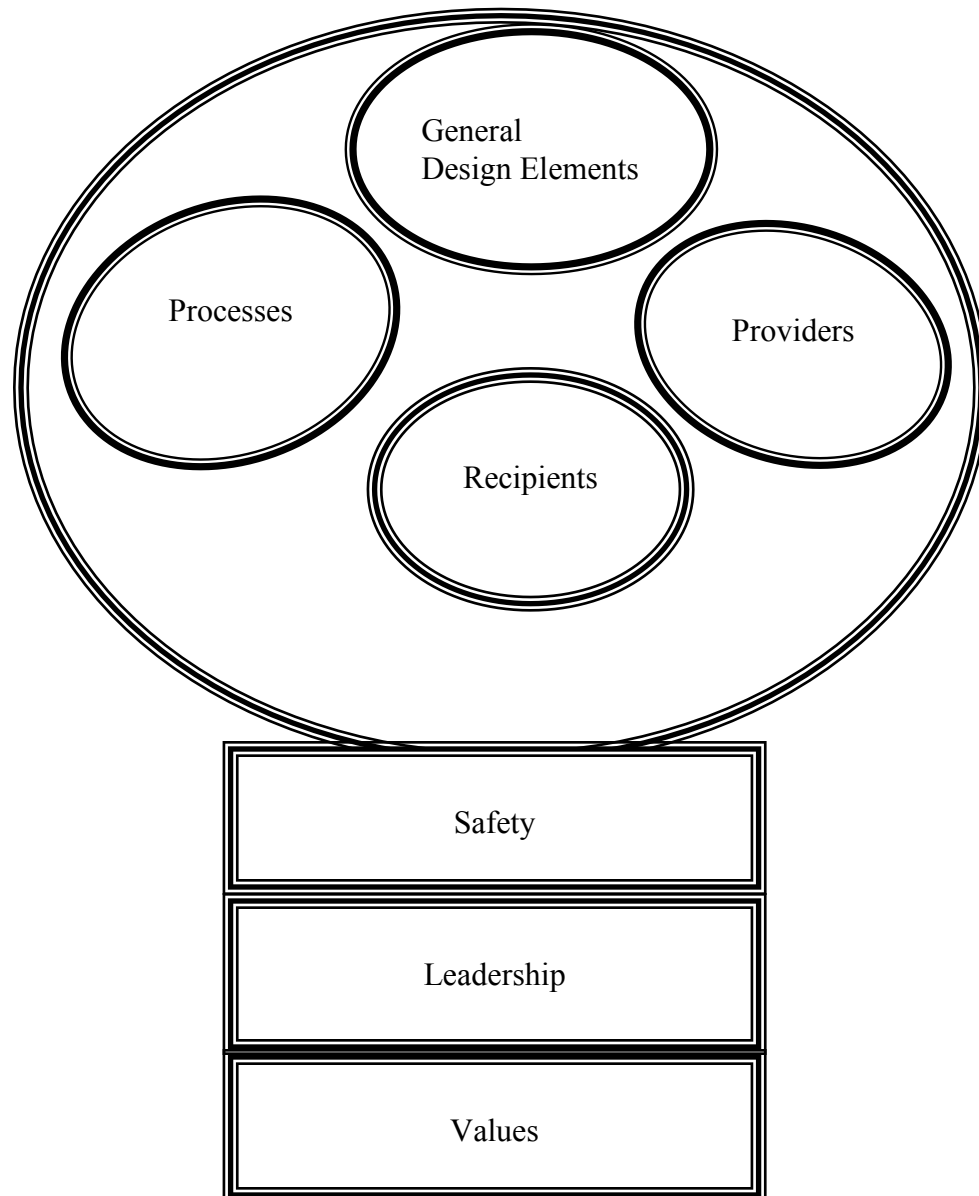 General
Design Elements
Processes
Providers
Recipients
Safety
Leadership
Values